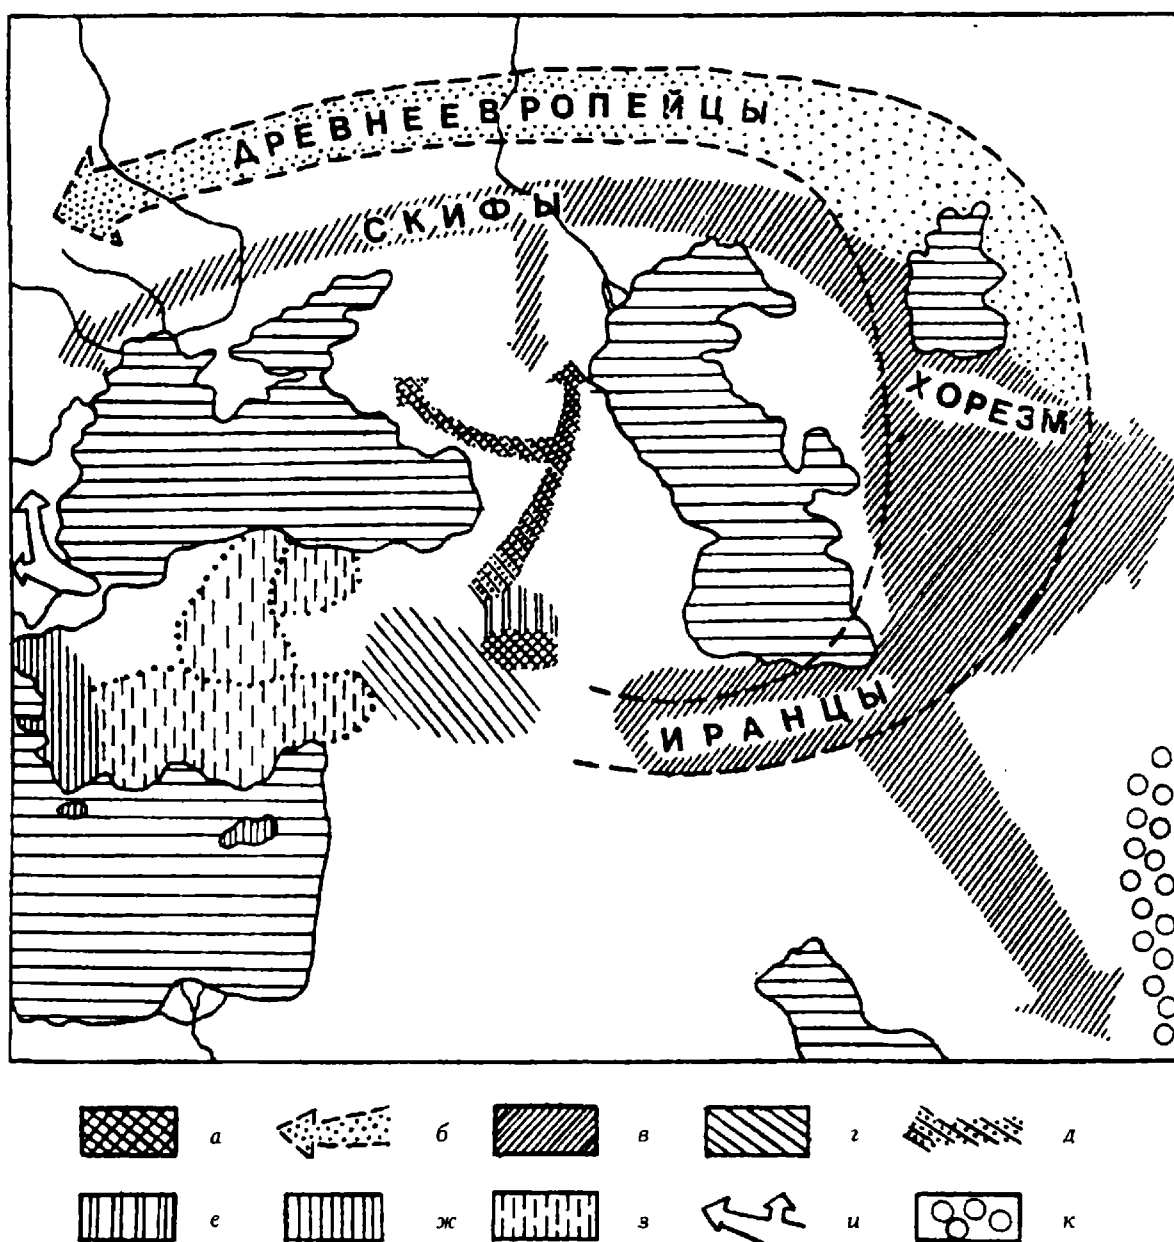 ДРЕВНЕЕВРОПЕЙЦЫ
СКИФЫ
ХОРЕЗМ
ИРАНЦЫ
а б в г д
е ж з и к